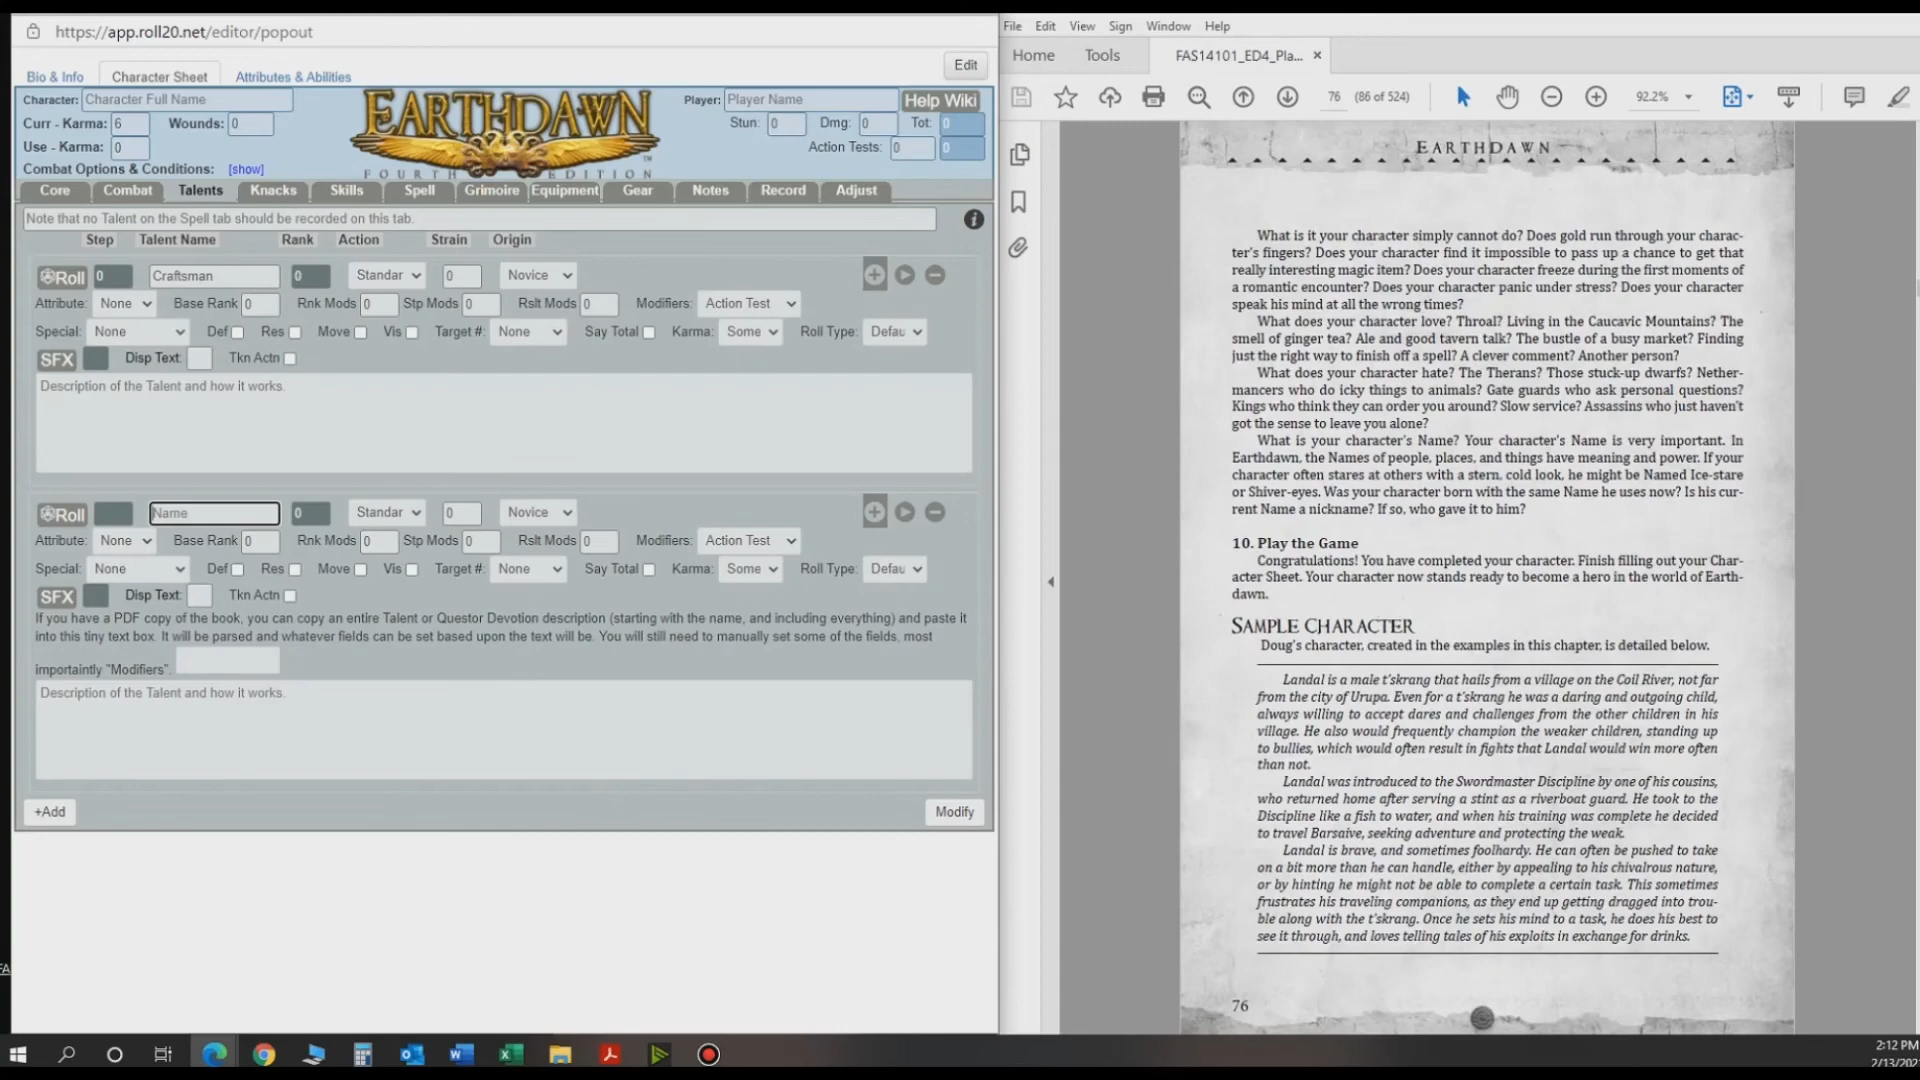 https://app.roll20.net/editor/popout
Edit
Bio & Info Character Sheet Attributes & Abilities
Character: Character Full Name
Curr - Karma: 6 Wounds: 0
Use - Karma: 0
Combat Options & Conditions: [show]
EARTHDAWN
FOURTH EDITION
TM
Player: Player Name Help Wiki
Stun: 0 Dmg: 0 Tot: 0
Action Tests: 0 0
Core Combat Talents Knacks Skills Spell Grimoire Equipment Gear Notes Record Adjust
Note that no Talent on the Spell tab should be recorded on this tab.
Step Talent Name Rank Action Strain Origin
Roll 0 Craftsman 0 Standar 0 Novice
Attribute: None Base Rank 0 Rnk Mods 0 Stp Mods 0 Rslt Mods 0 Modifiers: Action Test
Special: None Def Res Move Vis Target #: None Say Total Karma: Some Roll Type: Defau
SFX Disp Text: Tkn Actn
Description of the Talent and how it works.
Roll Name 0 Standar 0 Novice
Attribute: None Base Rank 0 Rnk Mods 0 Stp Mods 0 Rslt Mods 0 Modifiers: Action Test
Special: None Def Res Move Vis Target #: None Say Total Karma: Some Roll Type: Defau
SFX Disp Text: Tkn Actn
If you have a PDF copy of the book, you can copy an entire Talent or Questor Devotion description (starting with the name, and including everything) and paste it
into this tiny text box. It will be parsed and whatever fields can be set based upon the text will be. You will still need to manually set some of the fields, most
importaintly "Modifiers".
Description of the Talent and how it works.
+Add Modify
File Edit View Sign Window Help
Home Tools FAS14101_ED4_Pla... ×
76 (86 of 524) 92.2%
EARTHDAWN
What is it your character simply cannot do? Does gold run through your charac-
ter's fingers? Does your character find it impossible to pass up a chance to get that
really interesting magic item? Does your character freeze during the first moments of
a romantic encounter? Does your character panic under stress? Does your character
speak his mind at all the wrong times?
What does your character love? Throal? Living in the Caucavic Mountains? The
smell of ginger tea? Ale and good tavern talk? The bustle of a busy market? Finding
just the right way to finish off a spell? A clever comment? Another person?
What does your character hate? The Therans? Those stuck-up dwarfs? Nether-
mancers who do icky things to animals? Gate guards who ask personal questions?
Kings who think they can order you around? Slow service? Assassins who just haven't
got the sense to leave you alone?
What is your character's Name? Your character's Name is very important. In
Earthdawn, the Names of people, places, and things have meaning and power. If your
character often stares at others with a stern, cold look, he might be Named Ice-stare
or Shiver-eyes. Was your character born with the same Name he uses now? Is his cur-
rent Name a nickname? If so, who gave it to him?
10. Play the Game
Congratulations! You have completed your character. Finish filling out your Char-
acter Sheet. Your character now stands ready to become a hero in the world of Earth-
dawn.
SAMPLE CHARACTER
Doug's character, created in the examples in this chapter, is detailed below.
Landal is a male t'skrang that hails from a village on the Coil River, not far
from the city of Urupa. Even for a t'skrang he was a daring and outgoing child,
always willing to accept dares and challenges from the other children in his
village. He also would frequently champion the weaker children, standing up
to bullies, which would often result in fights that Landal would win more often
than not.
Landal was introduced to the Swordmaster Discipline by one of his cousins,
who returned home after serving a stint as a riverboat guard. He took to the
Discipline like a fish to water, and when his training was complete he decided
to travel Barsaive, seeking adventure and protecting the weak.
Landal is brave, and sometimes foolhardy. He can often be pushed to take
on a bit more than he can handle, either by appealing to his chivalrous nature,
or by hinting he might not be able to complete a certain task. This sometimes
frustrates his traveling companions, as they end up getting dragged into trou-
ble along with the t'skrang. Once he sets his mind to a task, he does his best to
see it through, and loves telling tales of his exploits in exchange for drinks.
76
FA
2:12 PM
2/13/202